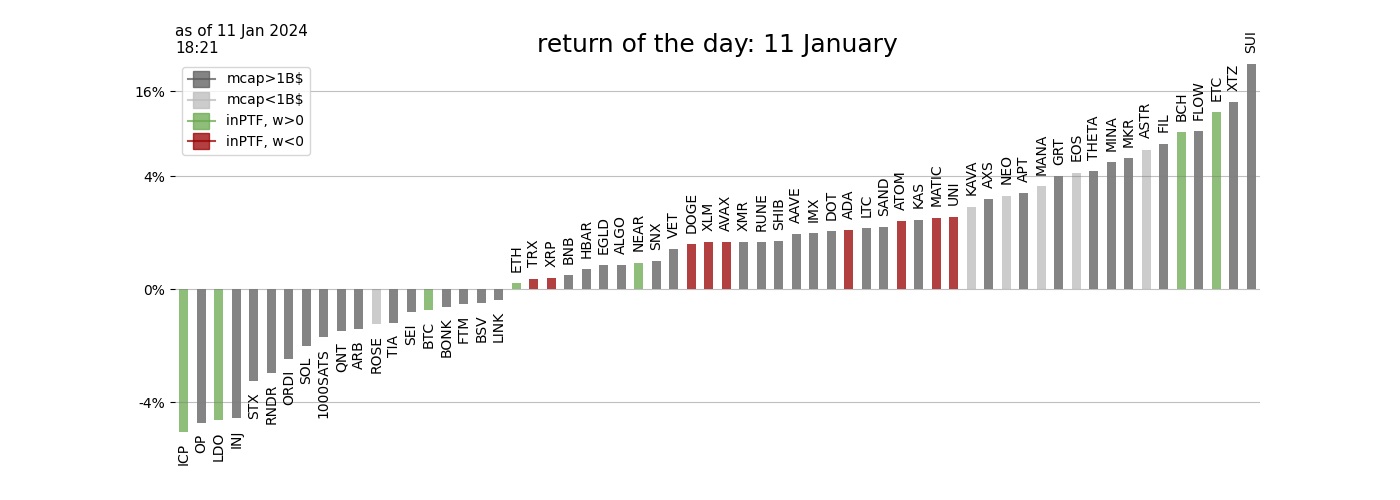 as of 11 Jan 2024
18:21
return of the day: 11 January
mcap>1B$
mcap<1B$
inPTF, w>0
inPTF, w<0
16%
4%
0%
-4%
ICP
OP
LDO
INJ
STX
RNDR
ORDI
SOL
1000SATS
QNT
ARB
ROSE
TIA
SEI
BTC
BONK
FTM
BSV
LINK
ETH
TRX
XRP
BNB
HBAR
EGLD
ALGO
NEAR
SNX
VET
DOGE
XLM
AVAX
XMR
RUNE
SHIB
AAVE
IMX
DOT
ADA
LTC
SAND
ATOM
KAS
MATIC
UNI
KAVA
AXS
NEO
APT
MANA
GRT
EOS
THETA
MINA
MKR
ASTR
FIL
BCH
FLOW
ETC
XTZ
SUI